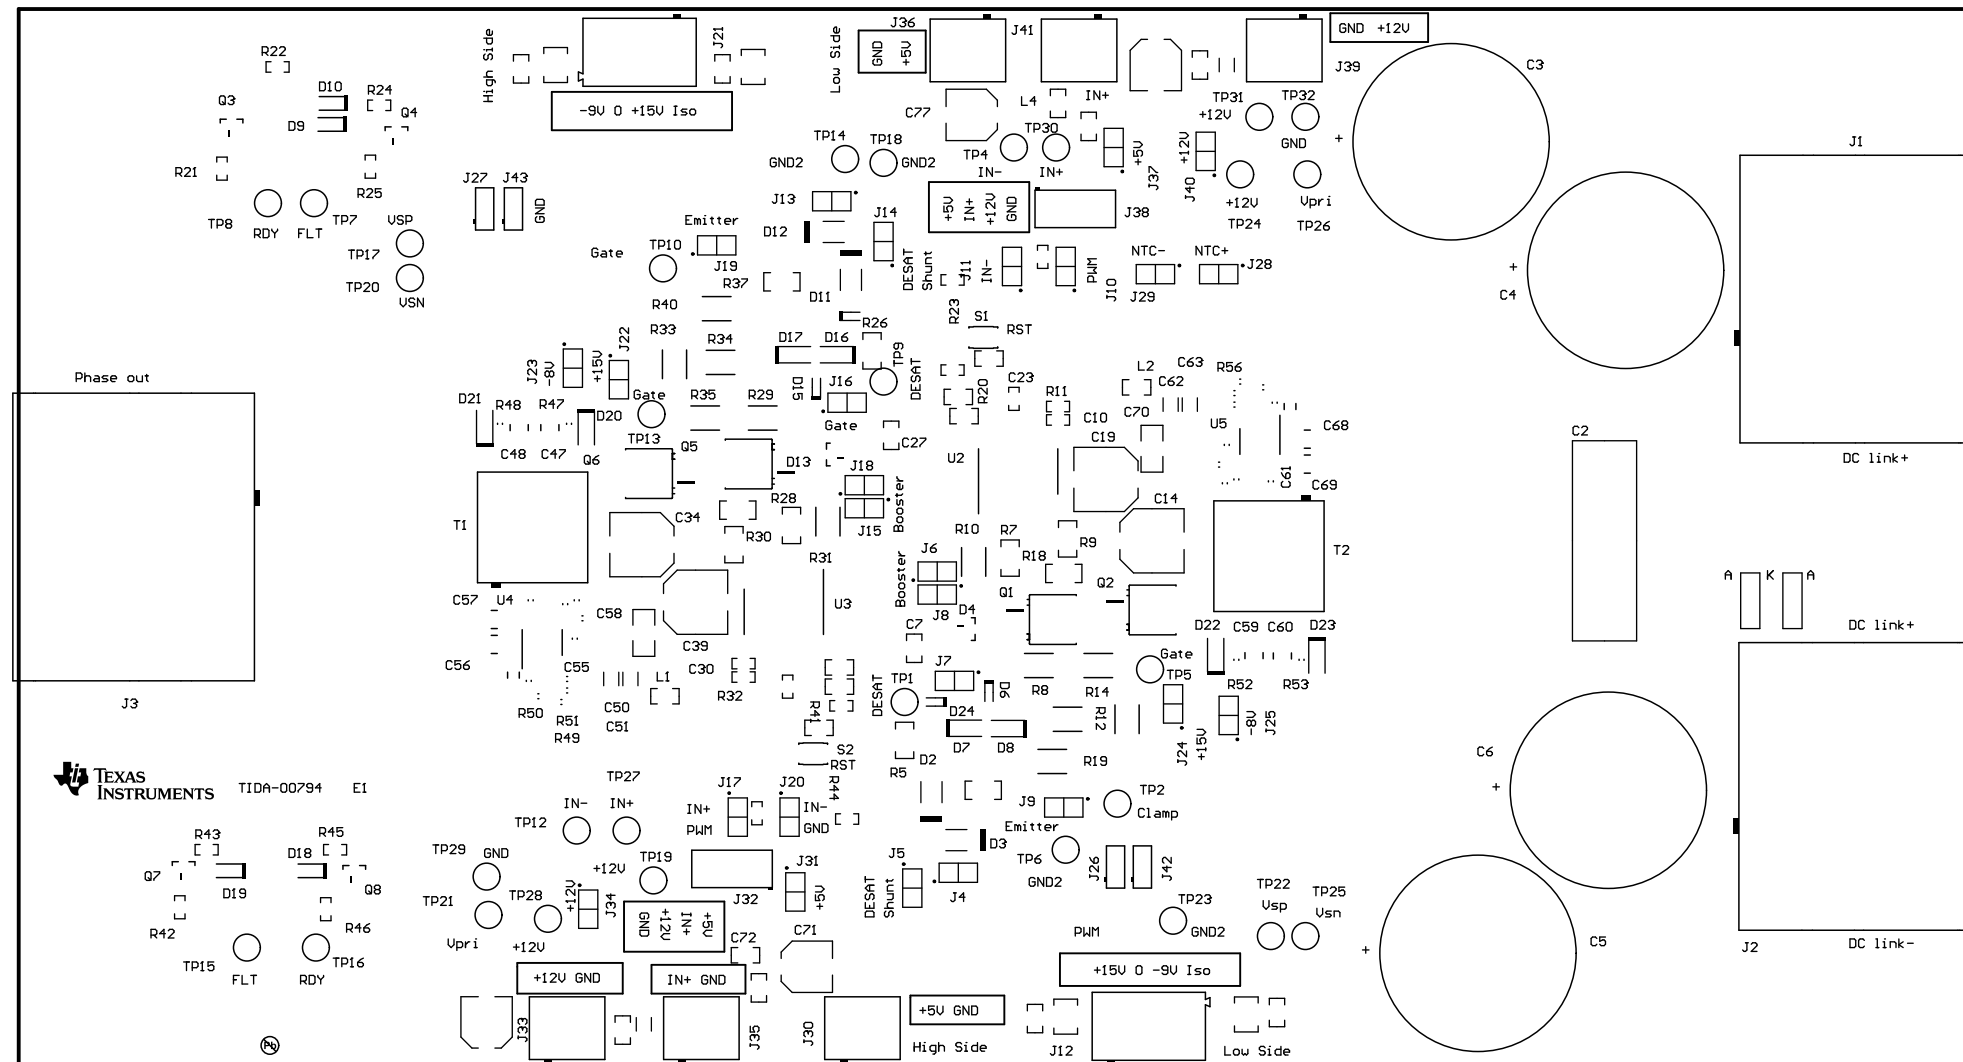 High Side
J21
-9V 0 +15V Iso
Low Side
J36
GND
+5V
J41
GND +12V
J39
C3
R22
D10
R24
Q3
D9
Q4
R21
R25
J27
J43
GND
TP8
RDY
FLT
TP7
VSP
TP17
TP20
VSN
C77
L4
IN+
TP14
TP18
GND2
GND2
TP4
TP30
IN-
IN+
+5V
J37
TP31
TP32
+12V
GND
+12V
J40
+12V
TP24
Vpri
TP26
+
J1
J13
J14
+5V
IN+
+12V
GND
J38
Emitter
D12
TP10
Gate
J19
R37
DESAT
Shunt
J11
IN-
PWM
J10
NTC-
J29
NTC+
J28
+
C4
R40
D11
R33
R34
D17
D16
R26
R23
S1
RST
TP9
DESAT
J22
J23
-8V
+15V
Phase out
D21
R48
R47
D20
Gate
R35
R29
D15
J16
Gate
R20
C23
R11
L2
C63
C62
R56
C10
C70
U5
C68
C2
C48
C47
Q6
TP13
Q5
D13
C27
U2
C19
C61
C69
DC link+
J18
Booster
R28
J15
C34
C14
T1
R30
R31
R10
R7
R18
R9
T2
J6
Booster
J8
D4
Q1
Q2
A
K
A
C57
U4
C58
U3
C39
C7
D22
C59
C60
D23
DC link+
C56
C55
L1
C30
R32
J7
D6
R8
R14
Gate
TP5
R52
R53
J3
R50
R51
R49
C50
C51
R41
DESAT
TP1
D24
R12
J24
+15V
-8V
J25
S2
RST
D7
D8
R5
D2
R19
C6
+
TEXAS
INSTRUMENTS
TIDA-00794
E1
TP27
IN-
IN+
TP12
J17
IN+
PWM
J20
IN-
GND
R44
J9
Emitter
TP2
Clamp
D3
R43
R45
D18
Q7
D19
Q8
R42
R46
TP15
FLT
RDY
TP16
TP29
GND
TP21
Vpri
TP28
+12V
+12V
TP19
+12V
J34
J32
J31
+5V
J5
DESAT
Shunt
J4
TP6
GND2
J26
J42
TP23
GND2
TP22
Vsp
TP25
Vsn
+
C5
J2
DC link-
GND
+12V
IN+
+5V
C72
C71
PWM
+12V GND
IN+ GND
+15V 0 -9V Iso
J33
J35
J30
+5V GND
High Side
J12
Low Side
Pb